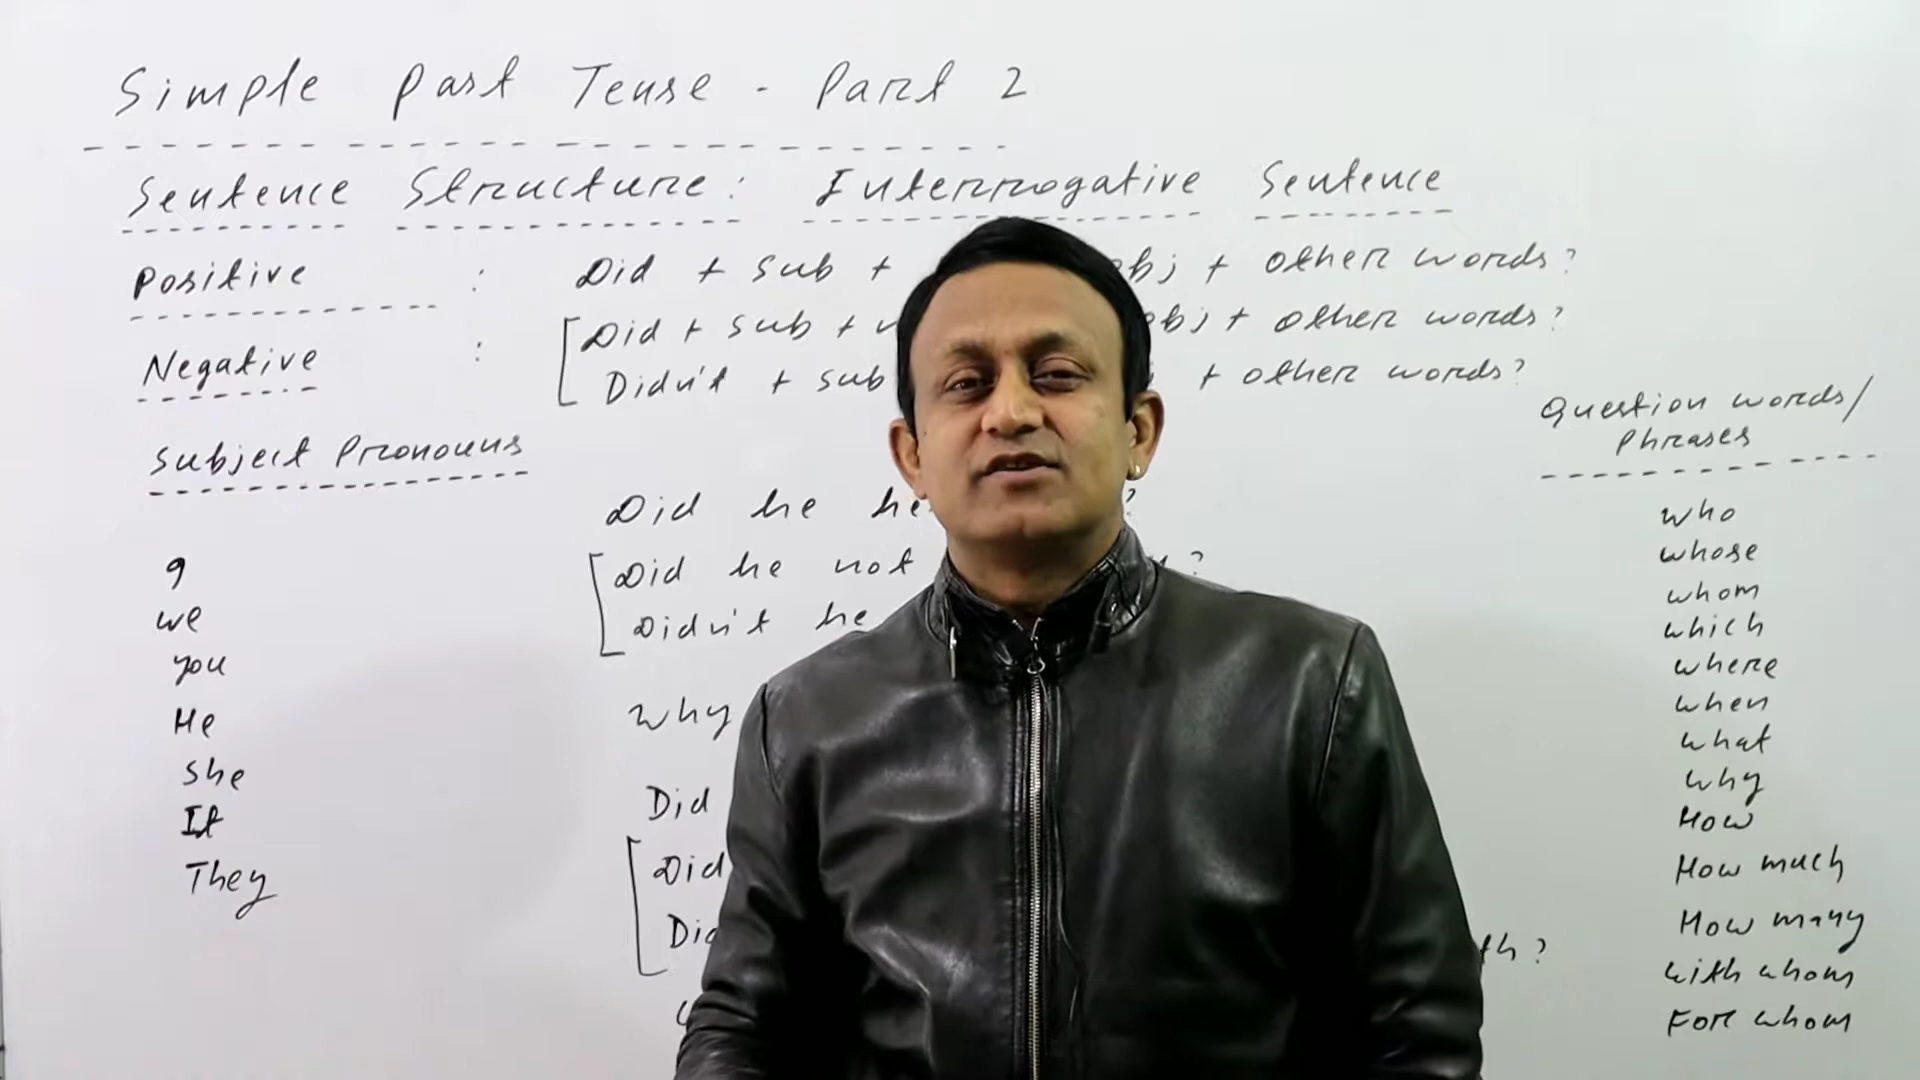 Simple Past Tense - Part 2
Sentence Structure: Interrogative Sentence
Positive : Did + sub + obj + other words?
Negative : Did + sub + obj + other words?
Didn't + sub + other words?
Question words/
Phrases
Subject Pronouns
Did he ?
Did he not ?
Didn't he
Why
Did
Did
I
we
you
He
She
It
They
who
whose
whom
which
where
when
what
why
How
How much
How many
with whom
For whom